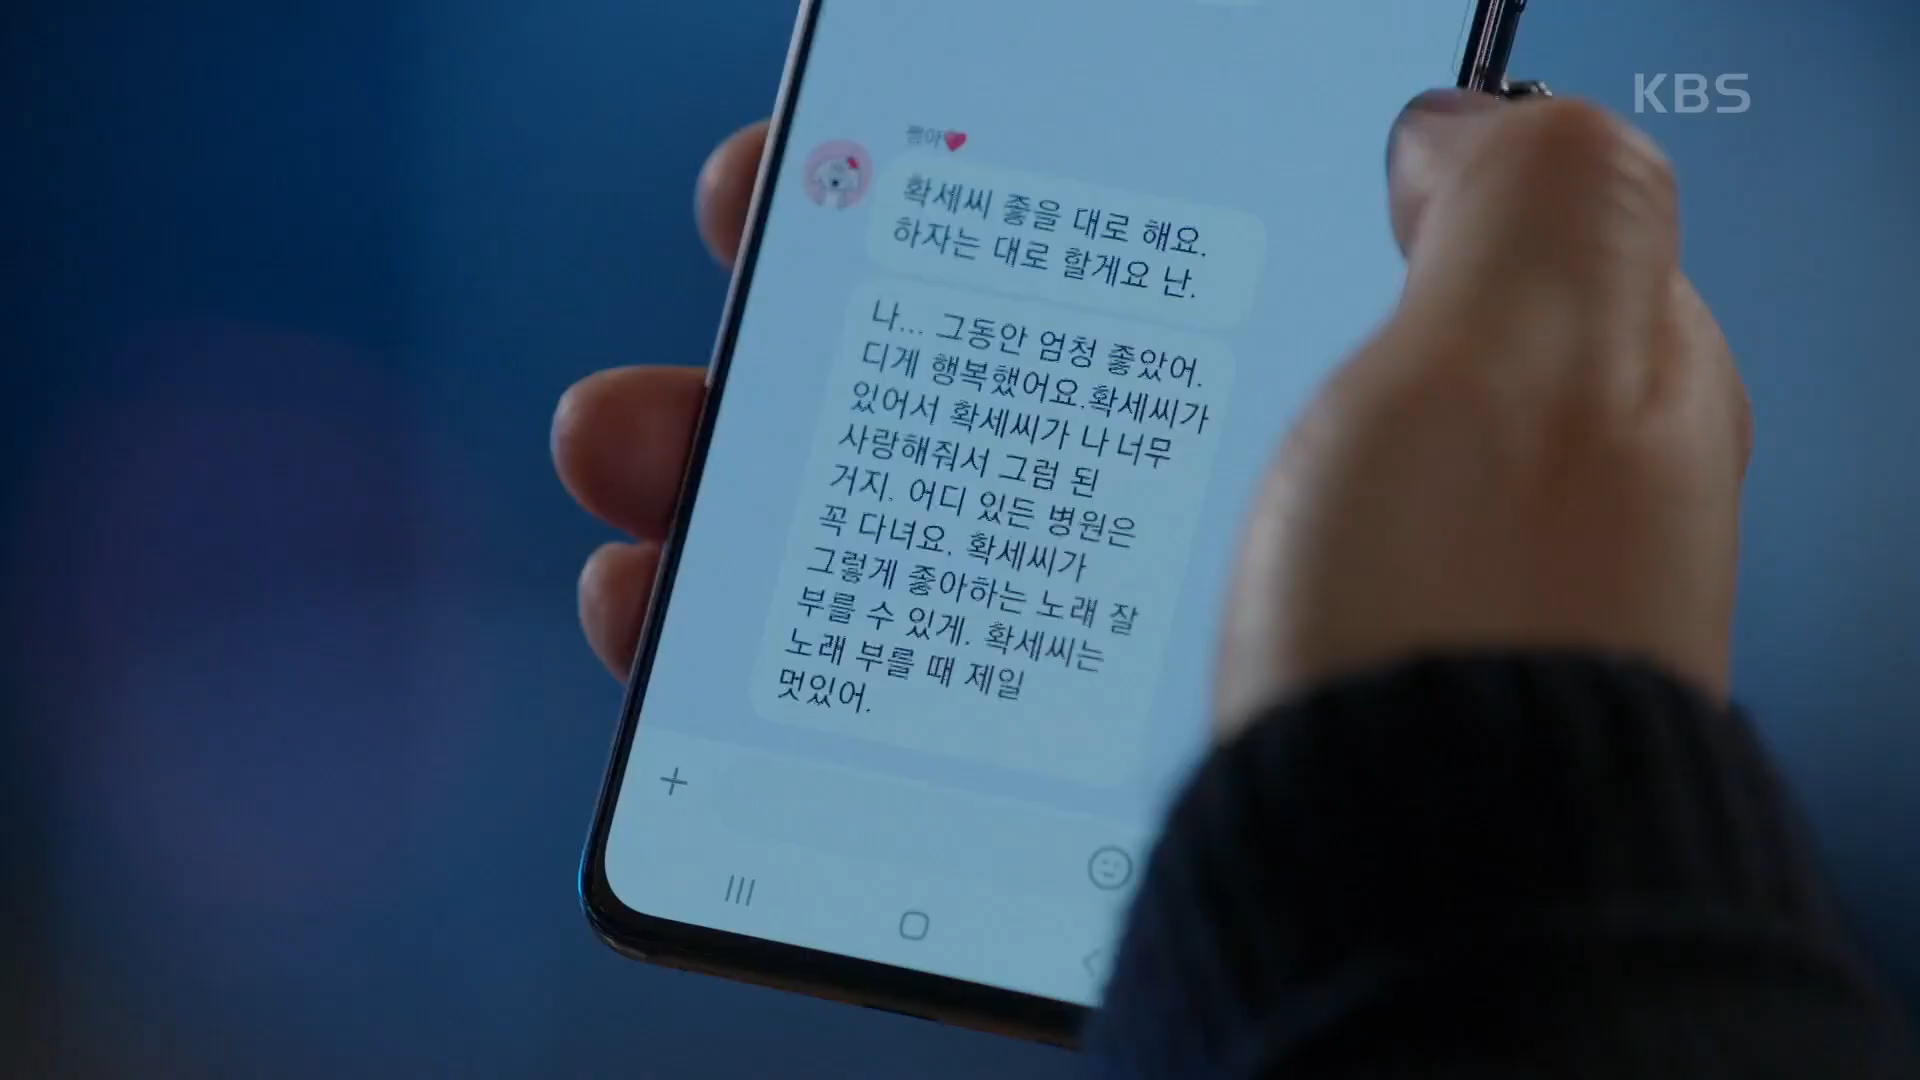 KBS
확세씨 좋을 대로 해요.
하자는 대로 할게요 난.
나... 그동안 엄청 좋았어.
디게 행복했어요.확세씨가
있어서 확세씨가 나 너무
사랑해줘서 그럼 된
거지. 어디 있든 병원은
꼭 다녀요. 확세씨가
그렇게 좋아하는 노래 잘
부를 수 있게. 확세씨는
노래 부를 떄 제일
멋있어.